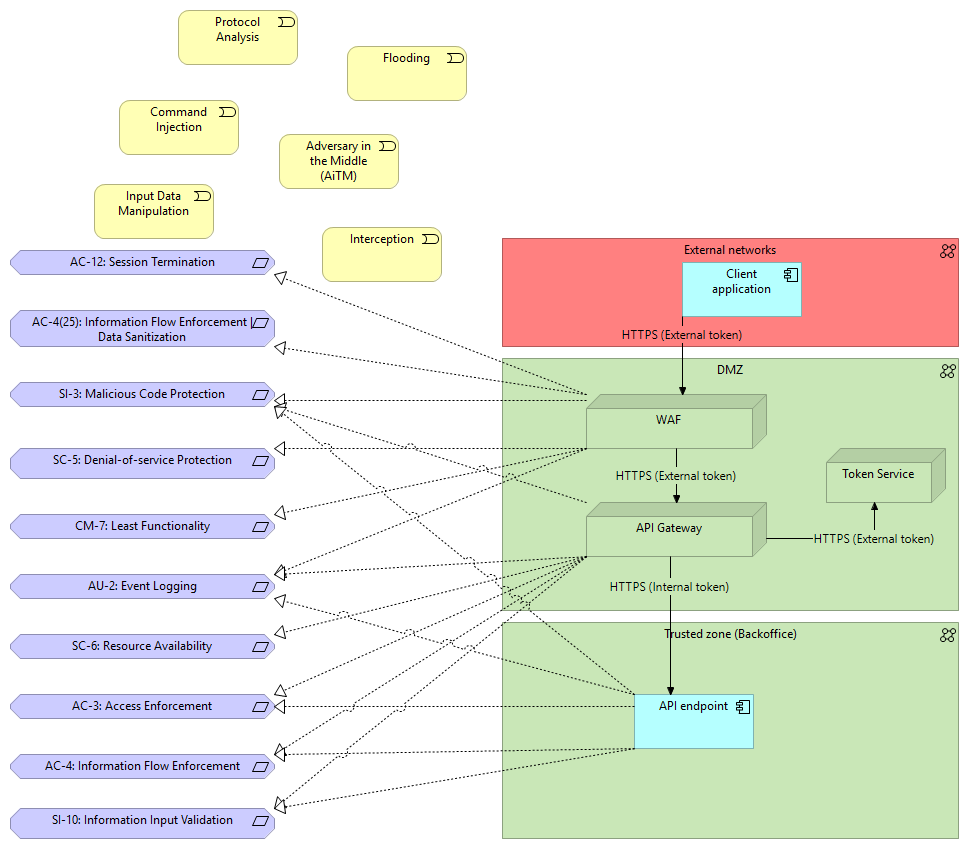 Protocol
Analysis
Flooding
Command
Injection
Adversary in
the Middle
(AiTM)
Input Data
Manipulation
Interception
AC-12: Session Termination
AC-4(25): Information Flow Enforcement |
Data Sanitization
SI-3: Malicious Code Protection
SC-5: Denial-of-service Protection
CM-7: Least Functionality
AU-2: Event Logging
SC-6: Resource Availability
AC-3: Access Enforcement
AC-4: Information Flow Enforcement
SI-10: Information Input Validation
External networks
Client
application
HTTPS (External token)
DMZ
WAF
HTTPS (External token)
Token Service
API Gateway
HTTPS (External token)
HTTPS (Internal token)
Trusted zone (Backoffice)
API endpoint